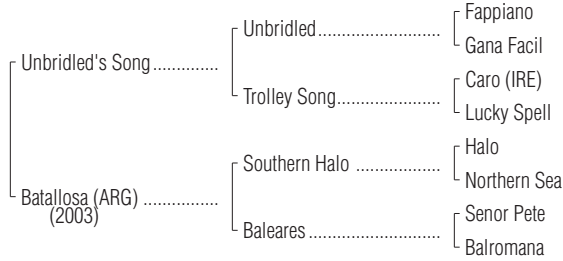 Fappiano
Unbridled......................
Gana Facil
Unbridled's Song.............
Caro (IRE)
Trolley Song...................
Lucky Spell
Halo
Southern Halo ...............
Northern Sea
Batallosa (ARG) ..............
(2003)
Senor Pete
Baleares........................
Balromana